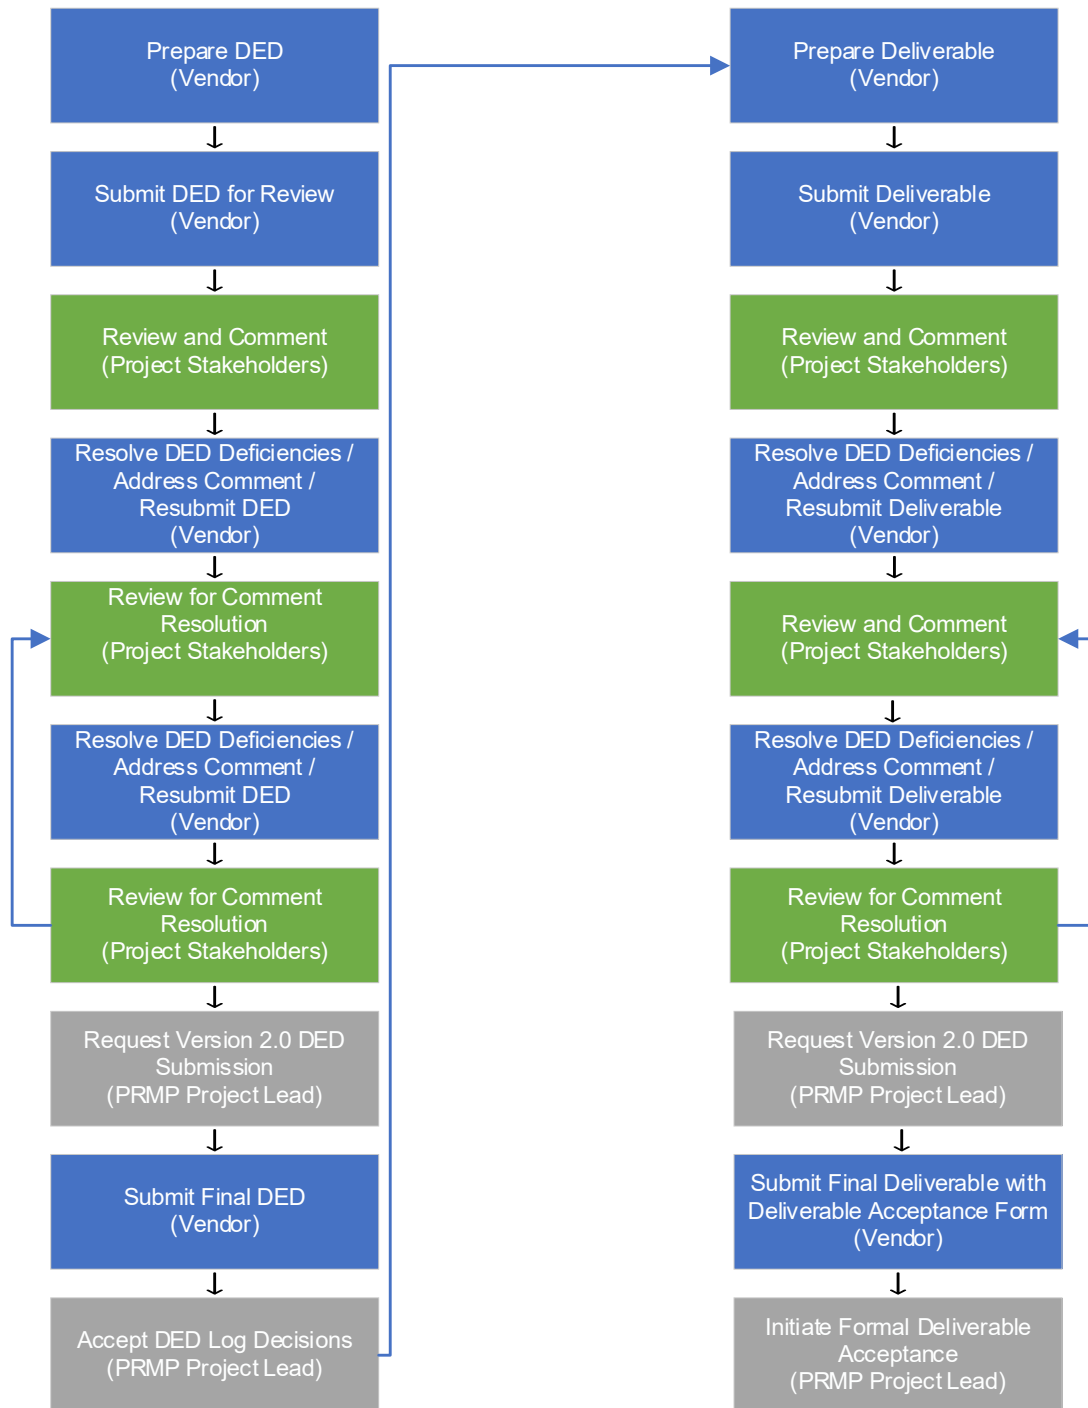 Prepare DED
(Vendor)
Submit DED for Review
(Vendor)
Review and Comment
(Project Stakeholders)
Resolve DED Deficiencies /
Address Comment /
Resubmit DED
(Vendor)
Review for Comment
Resolution
(Project Stakeholders)
Resolve DED Deficiencies /
Address Comment /
Resubmit DED
(Vendor)
Review for Comment
Resolution
(Project Stakeholders)
Request Version 2.0 DED
Submission
(PRMP Project Lead)
Submit Final DED
(Vendor)
Accept DED Log Decisions
(PRMP Project Lead)
Prepare Deliverable
(Vendor)
Submit Deliverable
(Vendor)
Review and Comment
(Project Stakeholders)
Resolve DED Deficiencies /
Address Comment /
Resubmit Deliverable
(Vendor)
Review and Comment
(Project Stakeholders)
Resolve DED Deficiencies /
Address Comment /
Resubmit Deliverable
(Vendor)
Review for Comment
Resolution
(Project Stakeholders)
Request Version 2.0 DED
Submission
(PRMP Project Lead)
Submit Final Deliverable with
Deliverable Acceptance Form
(Vendor)
Initiate Formal Deliverable
Acceptance
(PRMP Project Lead)